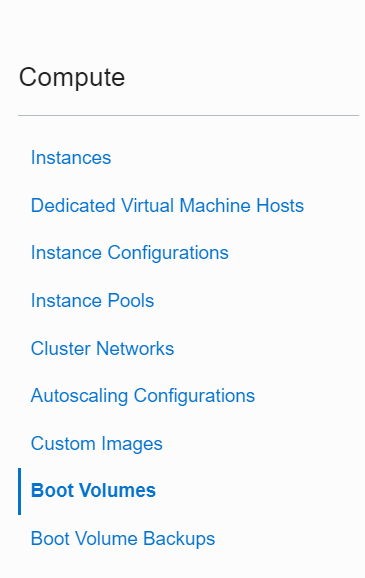 Compute
Instances
Dedicated Virtual Machine Hosts
Instance Configurations
Instance Pools
Cluster Networks
Autoscaling Configurations
Custom Images
Boot Volumes
Boot Volume Backups